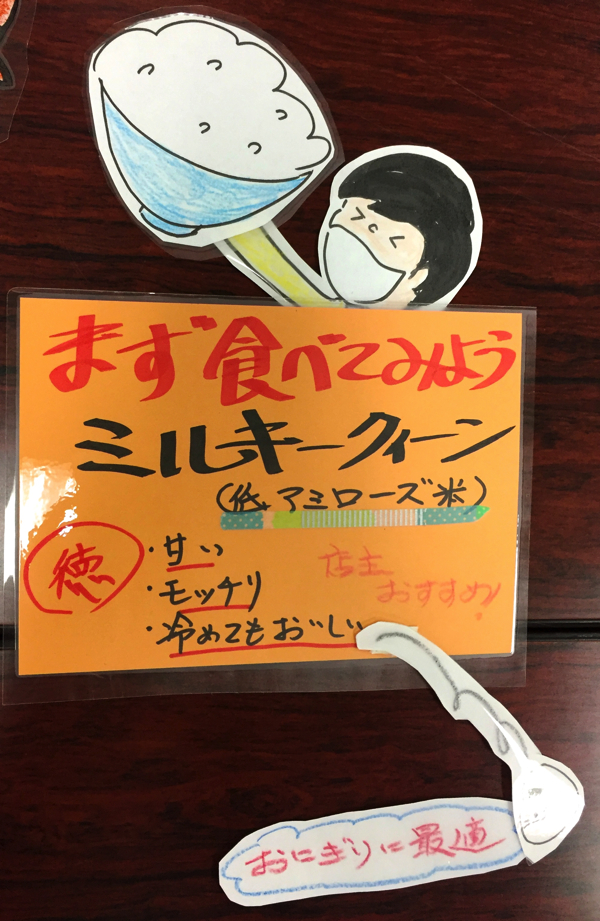 まず食べてみよう
ミルキークィーン
(低アミローズ米)
徳
・甘い
・モッチリ
・冷めてもおいしい
店主
おすすめ!
おにぎりに最適